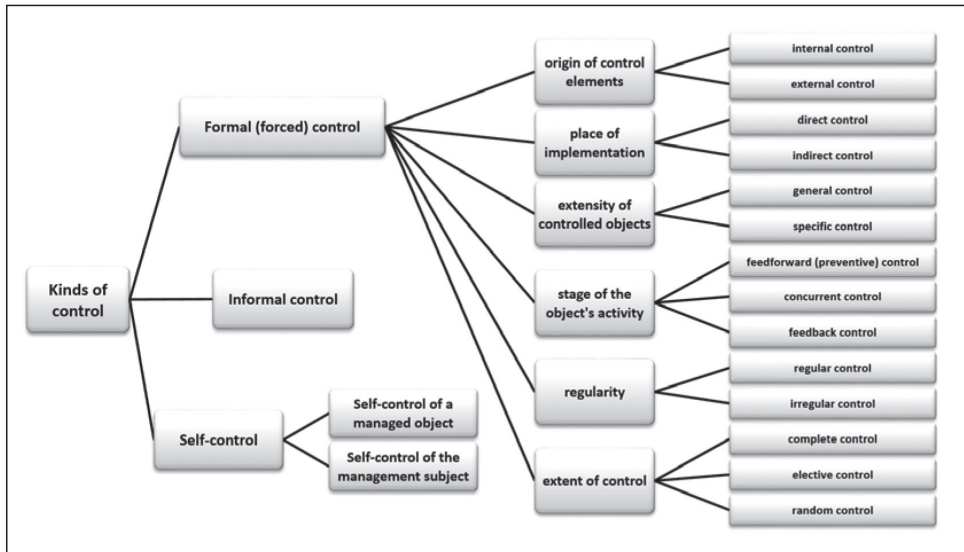 Kinds of
control
Formal (forced) control
Informal control
Self-control
Self-control of a
managed object
Self-control of the
management subject
origin of control
elements
place of
implementation
extensity of
controlled objects
stage of the
object's activity
regularity
extent of control
internal control
external control
direct control
indirect control
general control
specific control
feedforward (preventive) control
concurrent control
feedback control
regular control
irregular control
complete control
elective control
random control